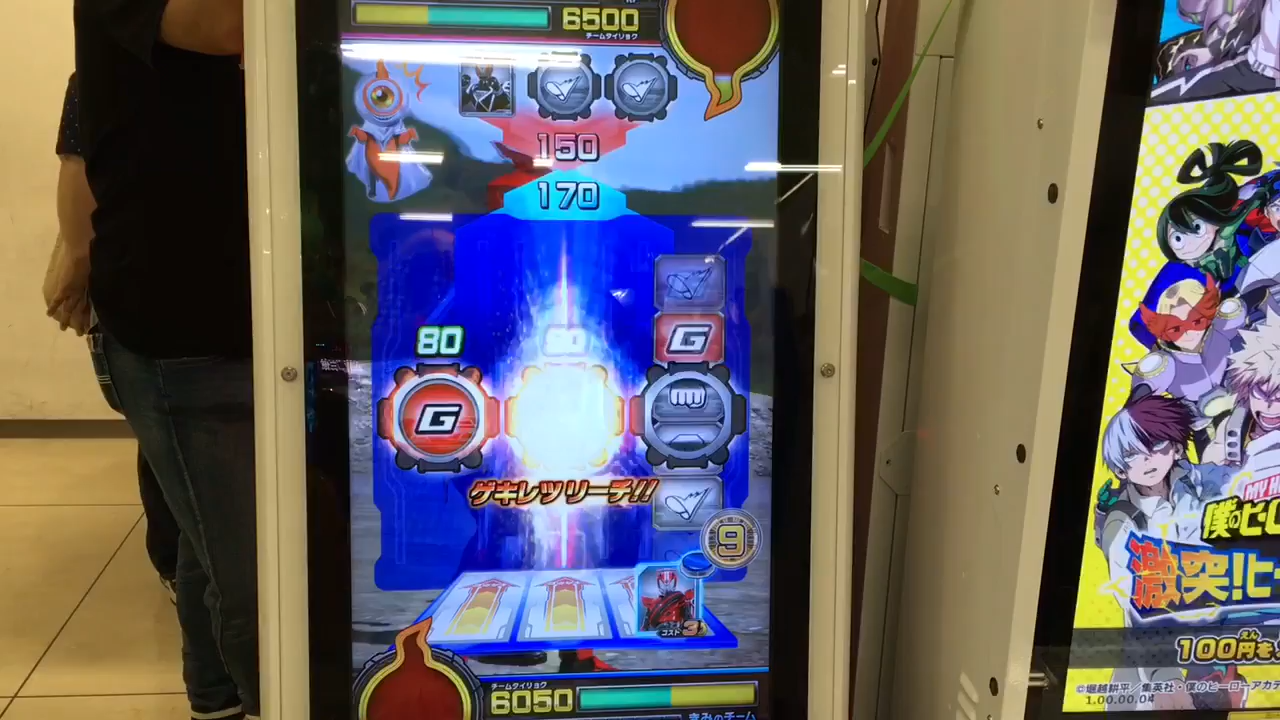 6500
チームタイリョク
150
170
80
80
G
G
ゲキレツリーチ!!
9
コスト3
チームタイリョク
6050
きみのチーム
MY H
僕のヒーロ
激突!ヒー
100円を
©堀越耕平／集英社・僕のヒーローアカデ
1.00.00.04